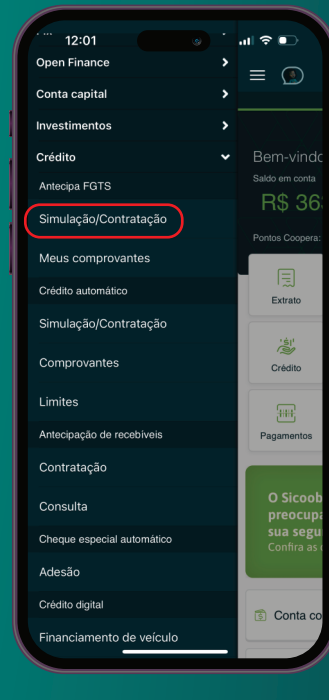 12:01
Open Finance
Conta capital
Investimentos
Crédito
Antecipa FGTS
Simulação/Contratação
Meus comprovantes
Crédito automático
Simulação/Contratação
Comprovantes
Limites
Antecipação de recebíveis
Contratação
Consulta
Cheque especial automático
Adesão
Crédito digital
Financiamento de veículo
Bem-vindo
Saldo em conta
R$ 36
Pontos Coopera:
Extrato
Crédito
Pagamentos
O Sicoob
preocupa
sua segu
Confira as
Conta co